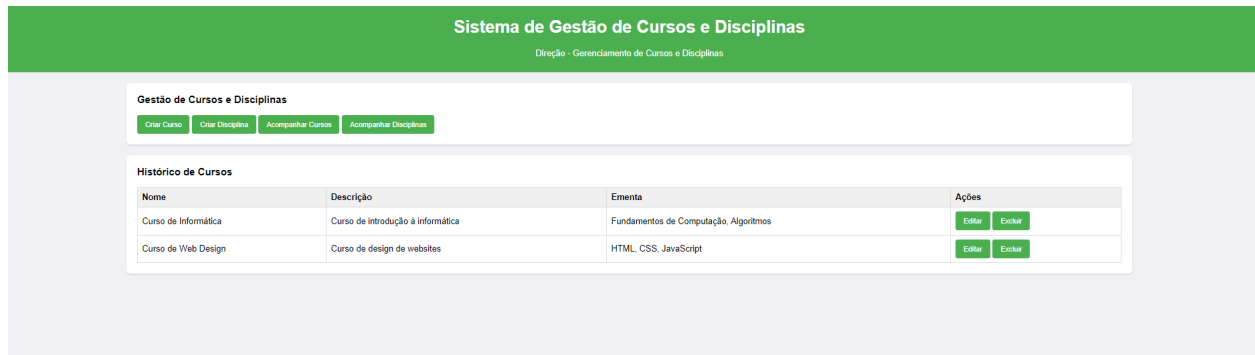 Sistema de Gestão de Cursos e Disciplinas
Direção - Gerenciamento de Cursos e Disciplinas
Gestão de Cursos e Disciplinas
Criar Curso Criar Disciplina Acompanhar Cursos Acompanhar Disciplinas
Histórico de Cursos
Nome Descrição Ementa Ações
Curso de Informática Curso de introdução à informática Fundamentos de Computação, Algoritmos Editar Excluir
Curso de Web Design Curso de design de websites HTML, CSS, JavaScript Editar Excluir